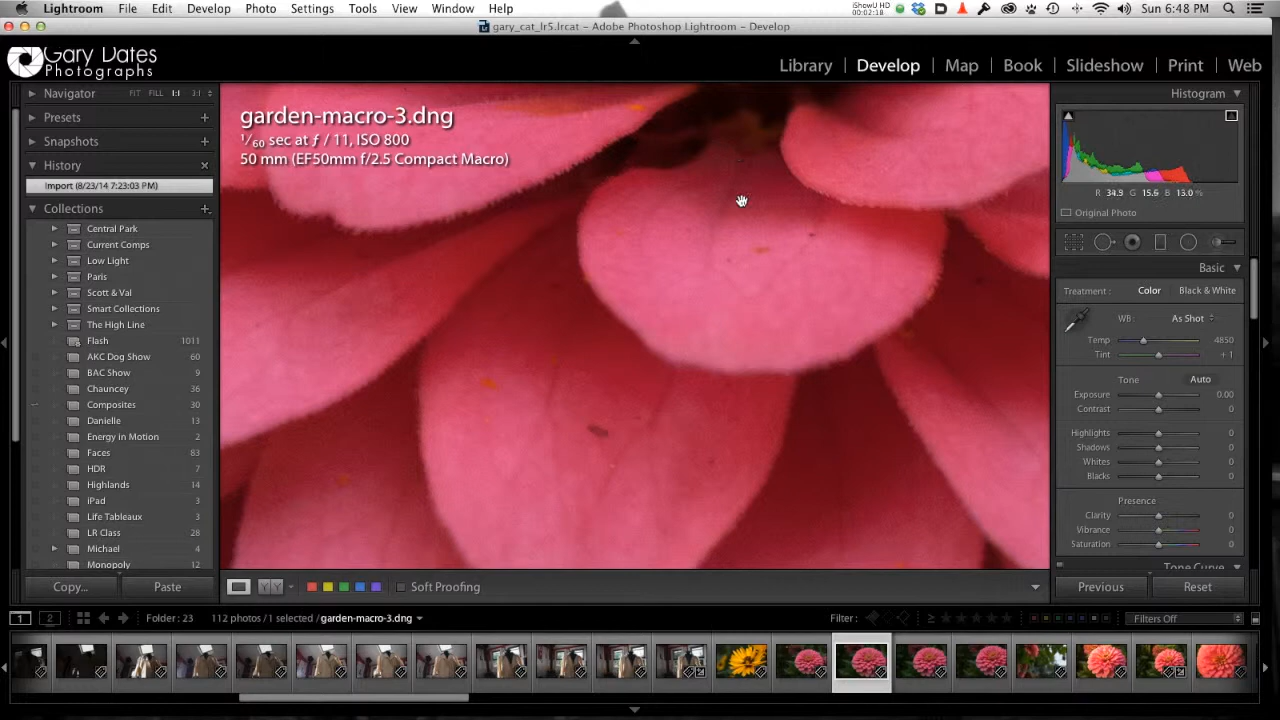 Lightroom File Edit Develop Photo Settings Tools View Window Help iShowU HD 00:02:18 Sun 6:48 PM
gary_cat_lr5.lrcat – Adobe Photoshop Lightroom – Develop
Gary Dates
Photographs
Library Develop Map Book Slideshow Print Web
Navigator FIT FILL 1:1 3:1
Presets
Snapshots
History
Import (8/23/14 7:23:03 PM)
Collections
Central Park
Current Comps
Low Light
Paris
Scott & Val
Smart Collections
The High Line
Flash 1011
AKC Dog Show 60
BAC Show 9
Chauncey 36
Composites 30
Danielle 13
Energy in Motion 2
Faces 83
HDR 7
Highlands 14
iPad 3
Life Tableaux 3
LR Class 28
Michael 4
Monopoly 12
Copy... Paste
garden-macro-3.dng
1/60 sec at ƒ / 11, ISO 800
50 mm (EF50mm f/2.5 Compact Macro)
Histogram
R 34.9 G 15.6 B 13.0 %
Original Photo
Basic
Treatment : Color Black & White
WB: As Shot
Temp 4850
Tint + 1
Tone Auto
Exposure 0.00
Contrast 0
Highlights 0
Shadows 0
Whites 0
Blacks 0
Presence
Clarity 0
Vibrance 0
Saturation 0
Tone Curve
Previous Reset
Y Y Soft Proofing
1 2 Folder : 23 112 photos / 1 selected / garden-macro-3.dng Filter : Filters Off